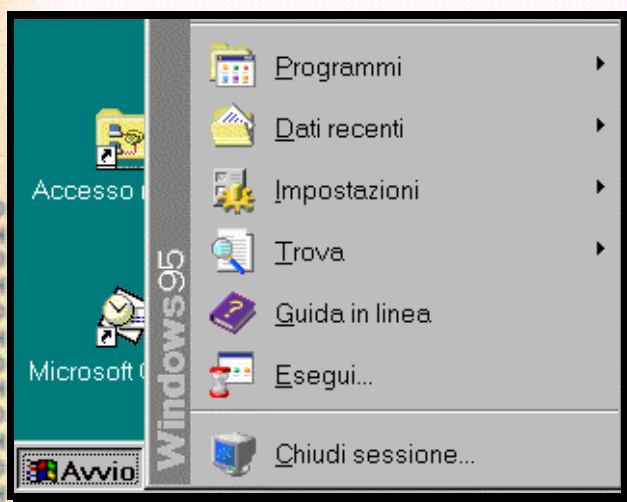 Programmi
Dati recenti
Impostazioni
Trova
Guida in linea
Esegui...
Chiudi sessione...
Windows95
Accesso
Microsoft
Avvio